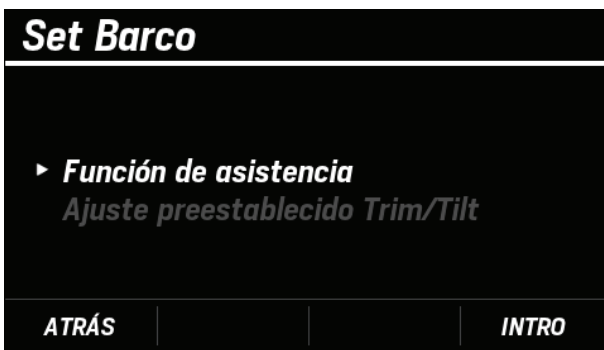 Set Barco
Función de asistencia
Ajuste preestablecido Trim/Tilt
ATRÁS INTRO